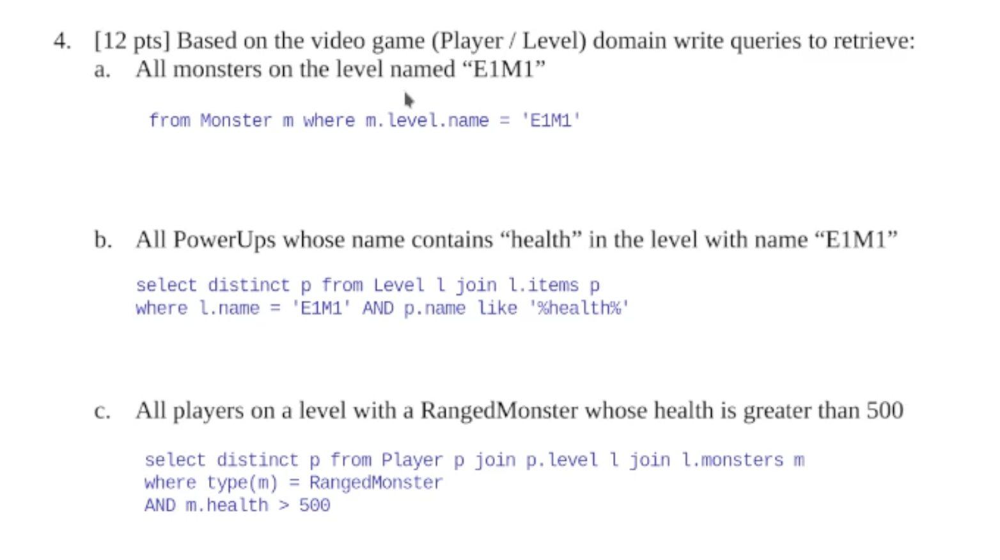 4. [12 pts] Based on the video game (Player / Level) domain write queries to retrieve:
a. All monsters on the level named “E1M1”
from Monster m where m.level.name = 'E1M1'
b. All PowerUps whose name contains “health” in the level with name “E1M1”
select distinct p from Level l join l.items p
where l.name = 'E1M1' AND p.name like '%health%'
c. All players on a level with a RangedMonster whose health is greater than 500
select distinct p from Player p join p.level l join l.monsters m
where type(m) = RangedMonster
AND m.health > 500